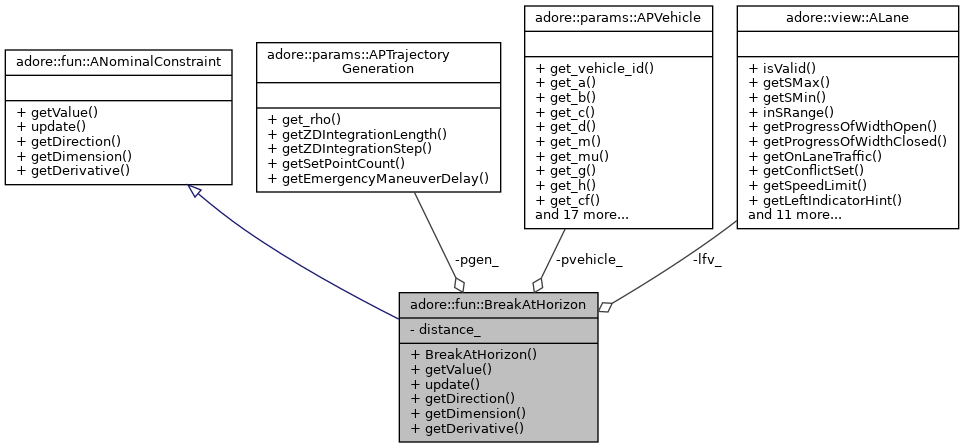 adore::fun::ANominalConstraint
+ getValue()
+ update()
+ getDirection()
+ getDimension()
+ getDerivative()
adore::params::APTrajectory
Generation
+ get_rho()
+ getZDIntegrationLength()
+ getZDIntegrationStep()
+ getSetPointCount()
+ getEmergencyManeuverDelay()
adore::params::APVehicle
+ get_vehicle_id()
+ get_a()
+ get_b()
+ get_c()
+ get_d()
+ get_m()
+ get_mu()
+ get_g()
+ get_h()
+ get_cf()
and 17 more...
adore::view::ALane
+ isValid()
+ getSMax()
+ getSMin()
+ inSRange()
+ getProgressOfWidthOpen()
+ getProgressOfWidthClosed()
+ getOnLaneTraffic()
+ getConflictSet()
+ getSpeedLimit()
+ getLeftIndicatorHint()
and 11 more...
-pgen_
-pvehicle_
-lfv_
adore::fun::BreakAtHorizon
- distance_
+ BreakAtHorizon()
+ getValue()
+ update()
+ getDirection()
+ getDimension()
+ getDerivative()